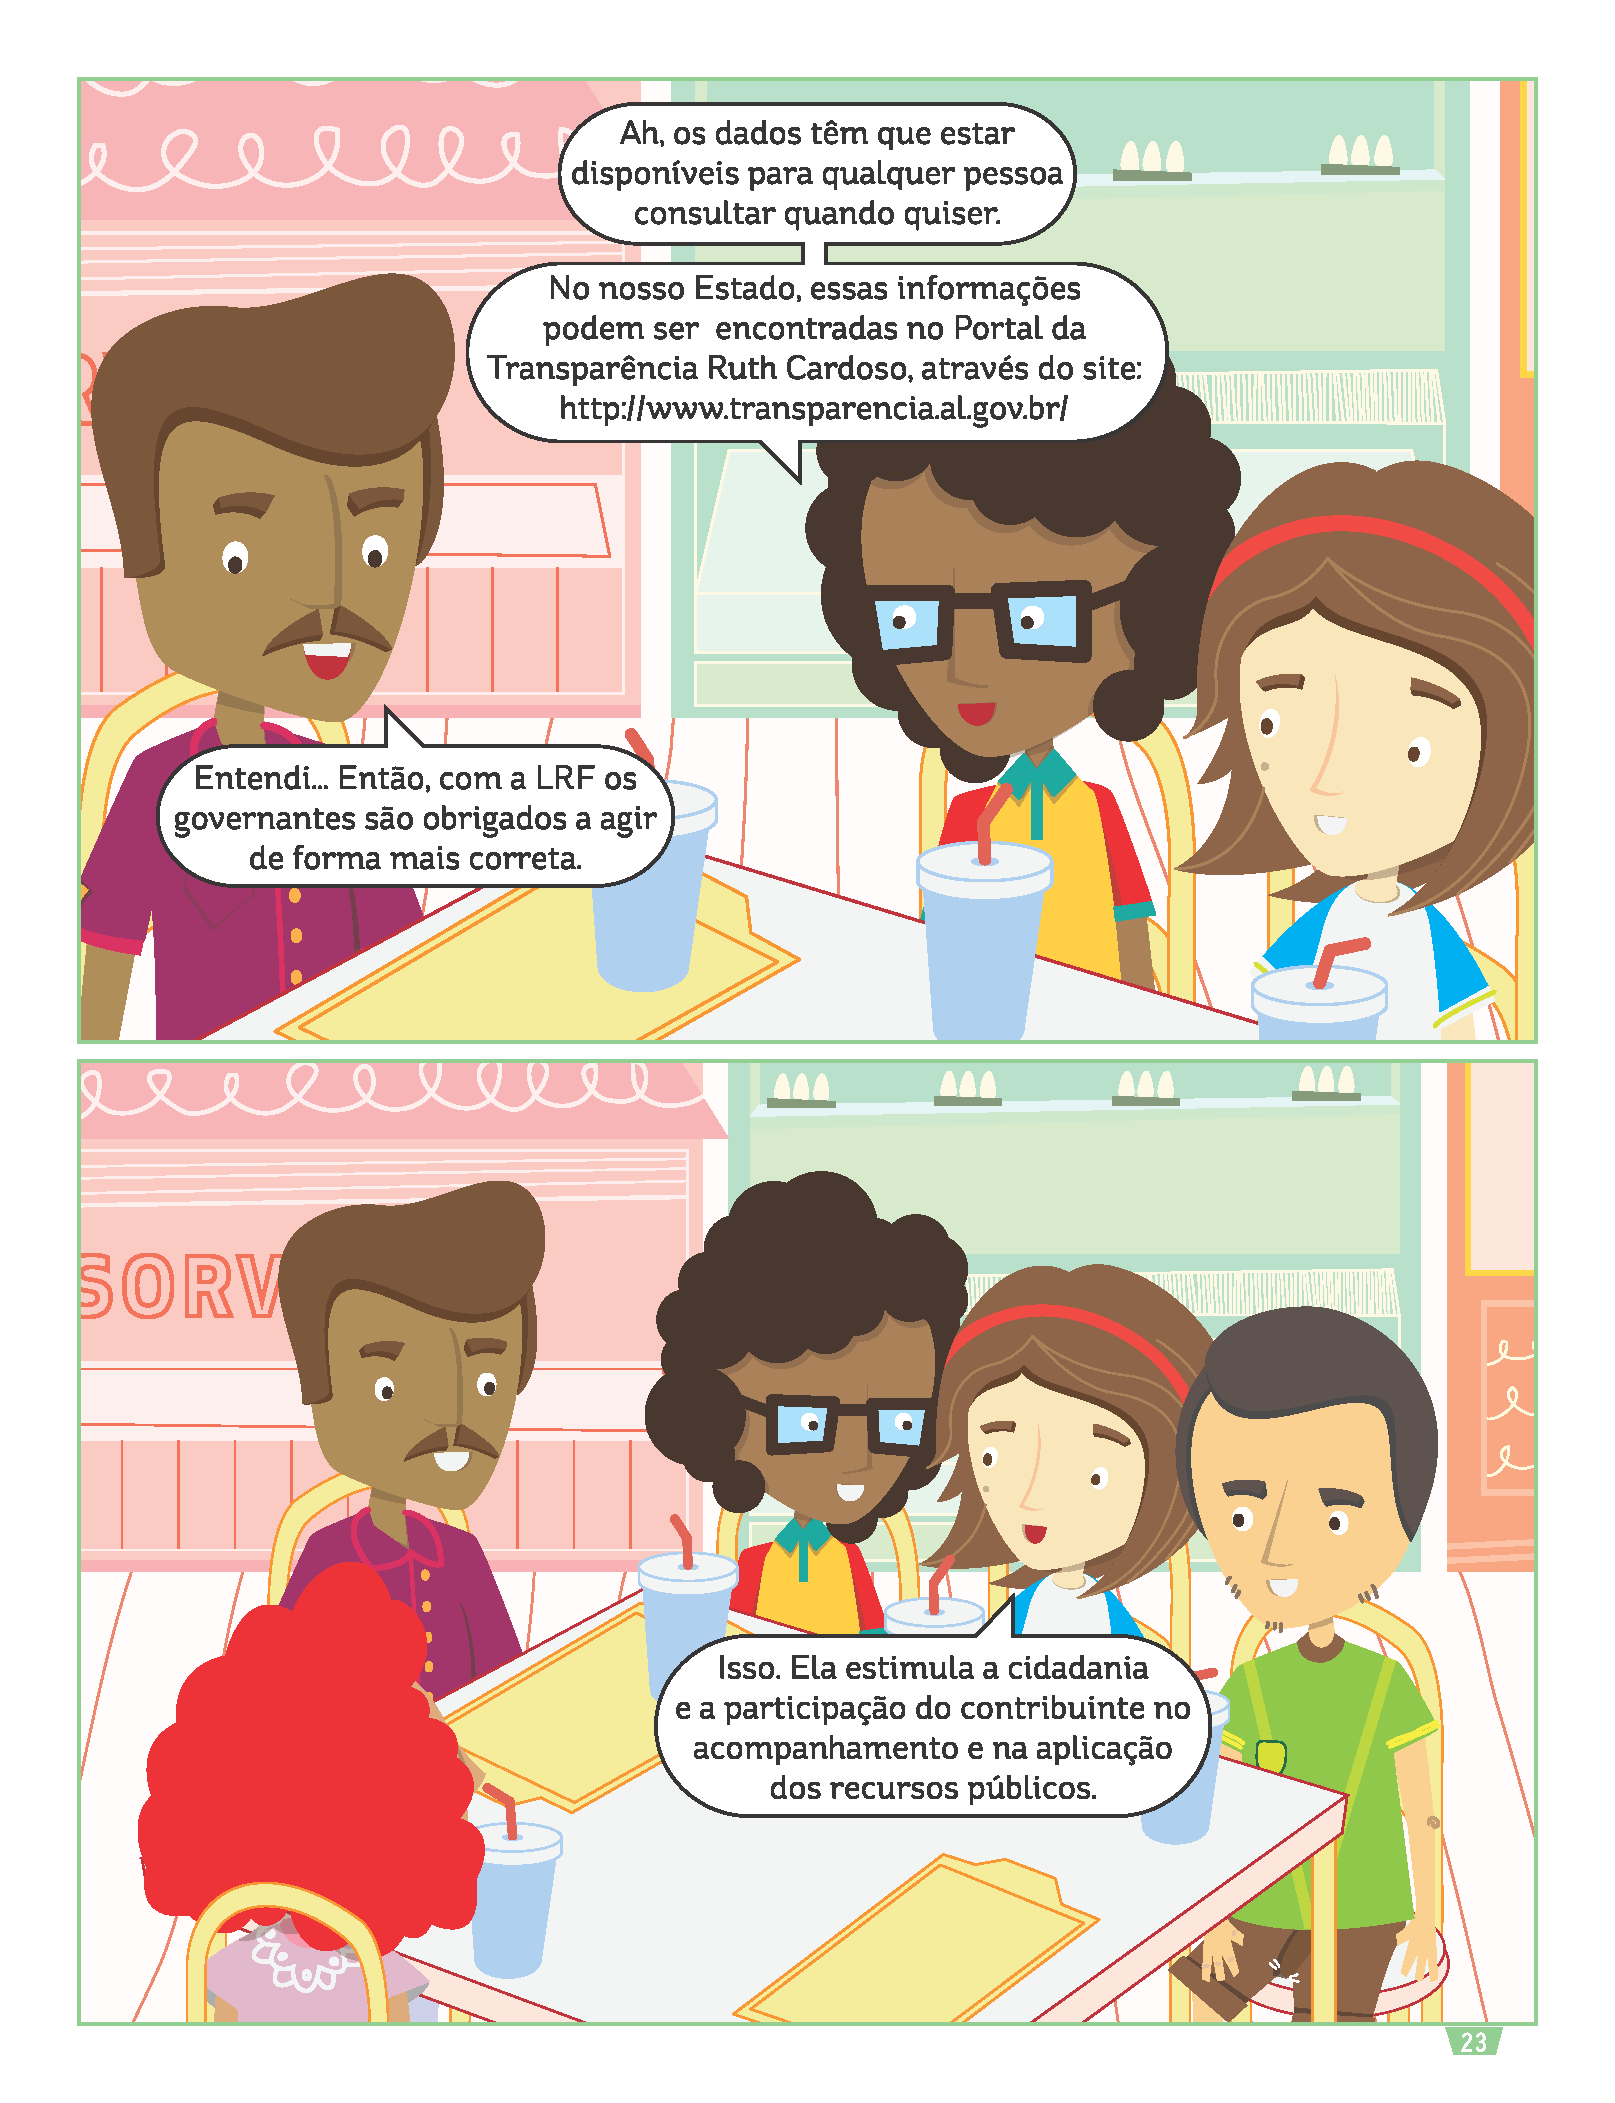 Ah, os dados têm que estar
disponíveis para qualquer pessoa
consultar quando quiser.
No nosso Estado, essas informações
podem ser encontradas no Portal da
Transparência Ruth Cardoso, através do site:
http://www.transparencia.al.gov.br/
Entendi... Então, com a LRF os
governantes são obrigados a agir
de forma mais correta.
SORV
Isso. Ela estimula a cidadania
e a participação do contribuinte no
acompanhamento e na aplicação
dos recursos públicos.
23